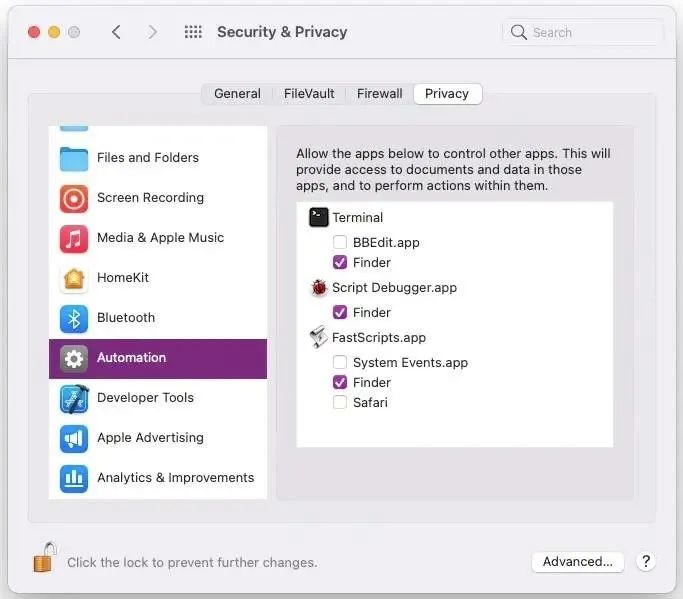 Security & Privacy
Search
General
FileVault
Firewall
Privacy
Files and Folders
Screen Recording
Media & Apple Music
HomeKit
Bluetooth
Automation
Developer Tools
Apple Advertising
Analytics & Improvements
Allow the apps below to control other apps. This will
provide access to documents and data in those
apps, and to perform actions within them.
Terminal
BBEdit.app
Finder
Script Debugger.app
Finder
FastScripts.app
System Events.app
Finder
Safari
Click the lock to prevent further changes.
Advanced...
?